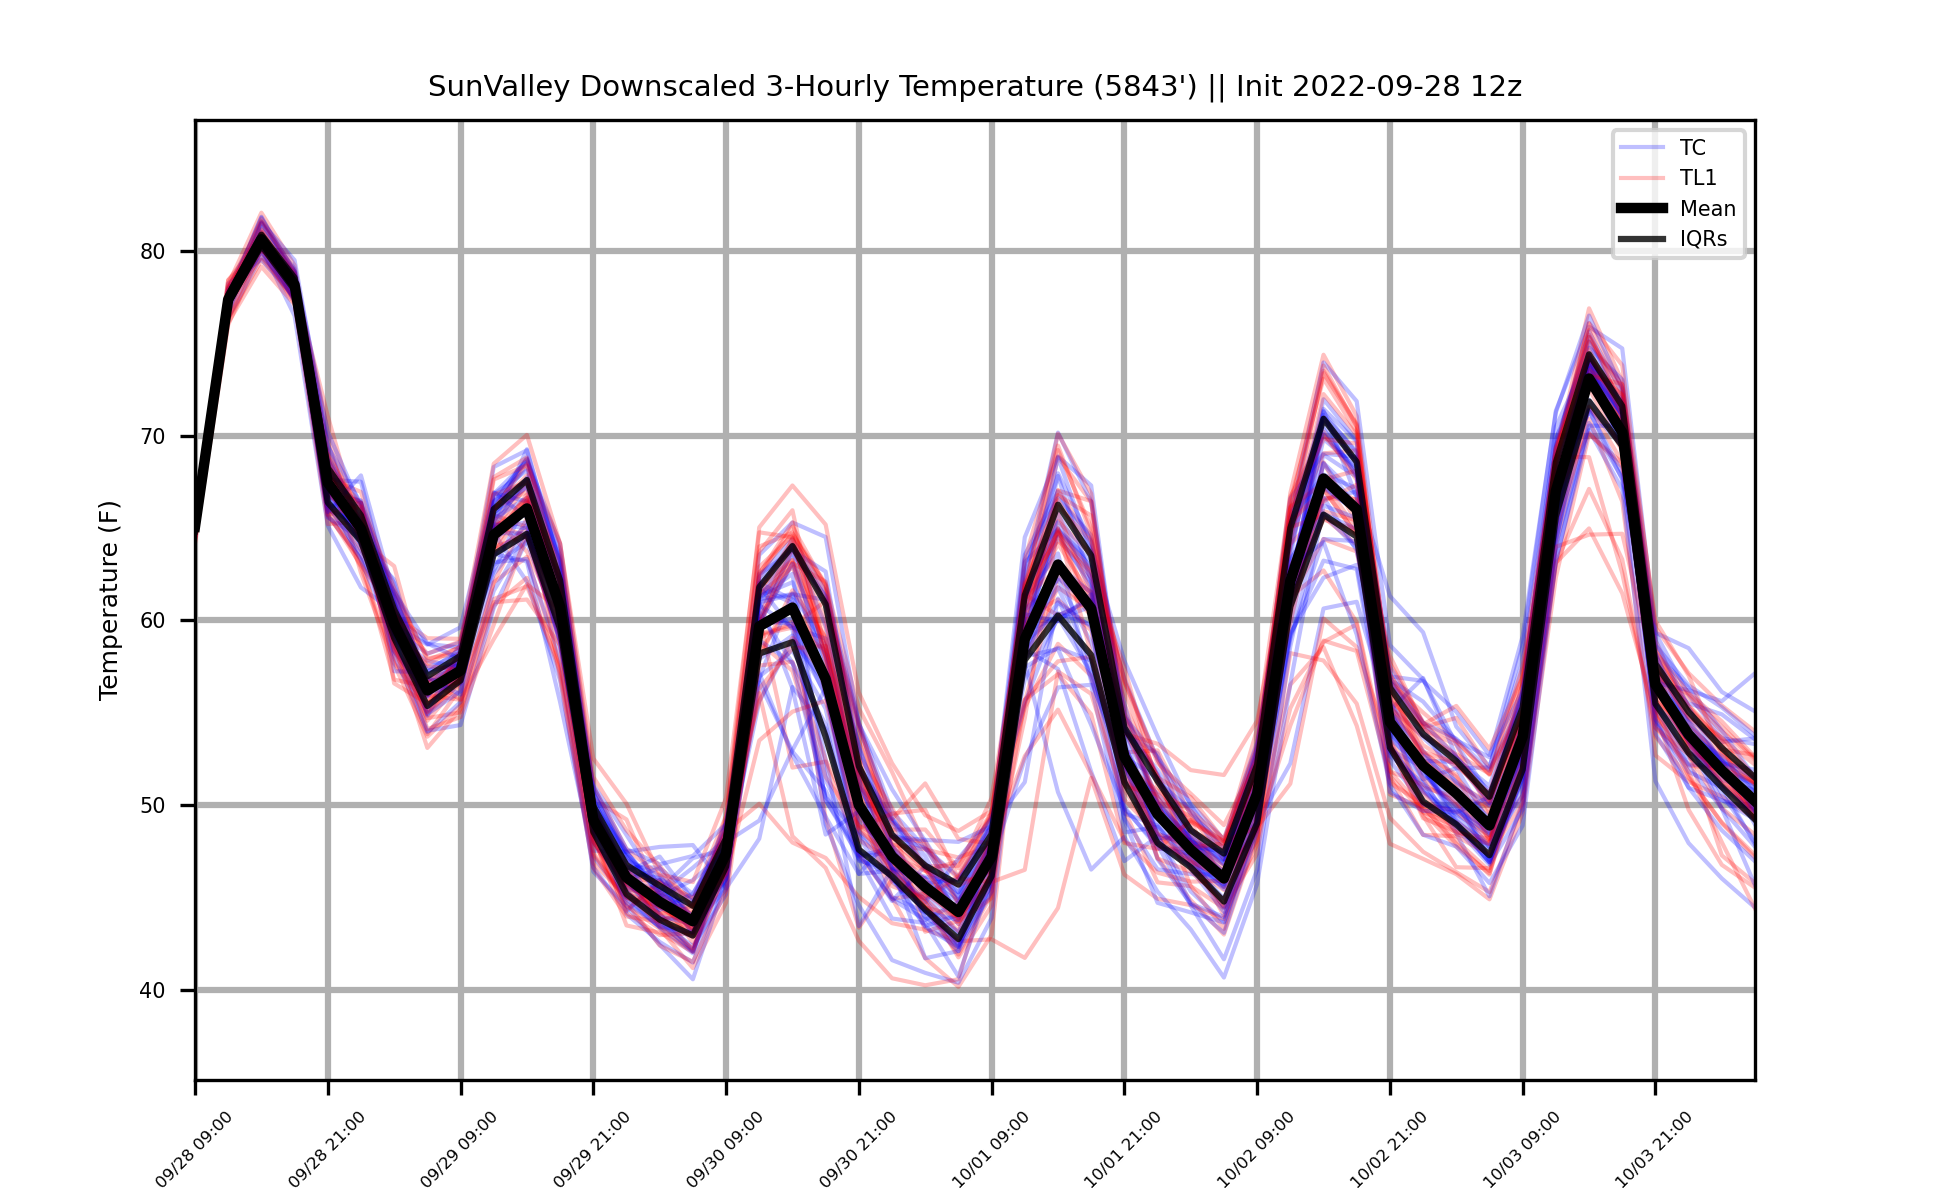 SunValley Downscaled 3-Hourly Temperature (5843') || Init 2022-09-28 12z
TC
TL1
Mean
IQRs
Temperature (F)
80
70
60
50
40
09/28 09:00
09/28 21:00
09/29 09:00
09/29 21:00
09/30 09:00
09/30 21:00
10/01 09:00
10/01 21:00
10/02 09:00
10/02 21:00
10/03 09:00
10/03 21:00